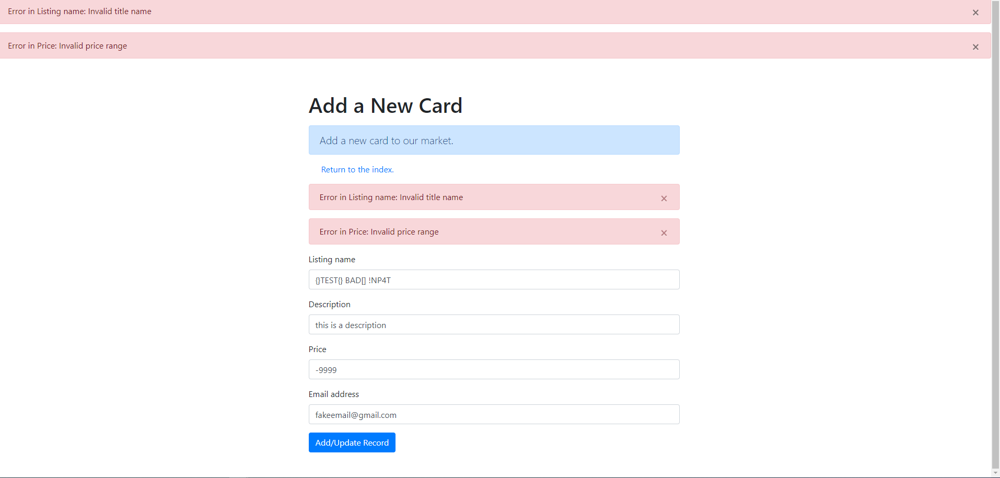 Error in Listing name: Invalid title name ×
Error in Price: Invalid price range ×
Add a New Card
Add a new card to our market.
Return to the index.
Error in Listing name: Invalid title name ×
Error in Price: Invalid price range ×
Listing name
{}TEST{} BAD[] !NP4T
Description
this is a description
Price
-9999
Email address
fakeemail@gmail.com
Add/Update Record